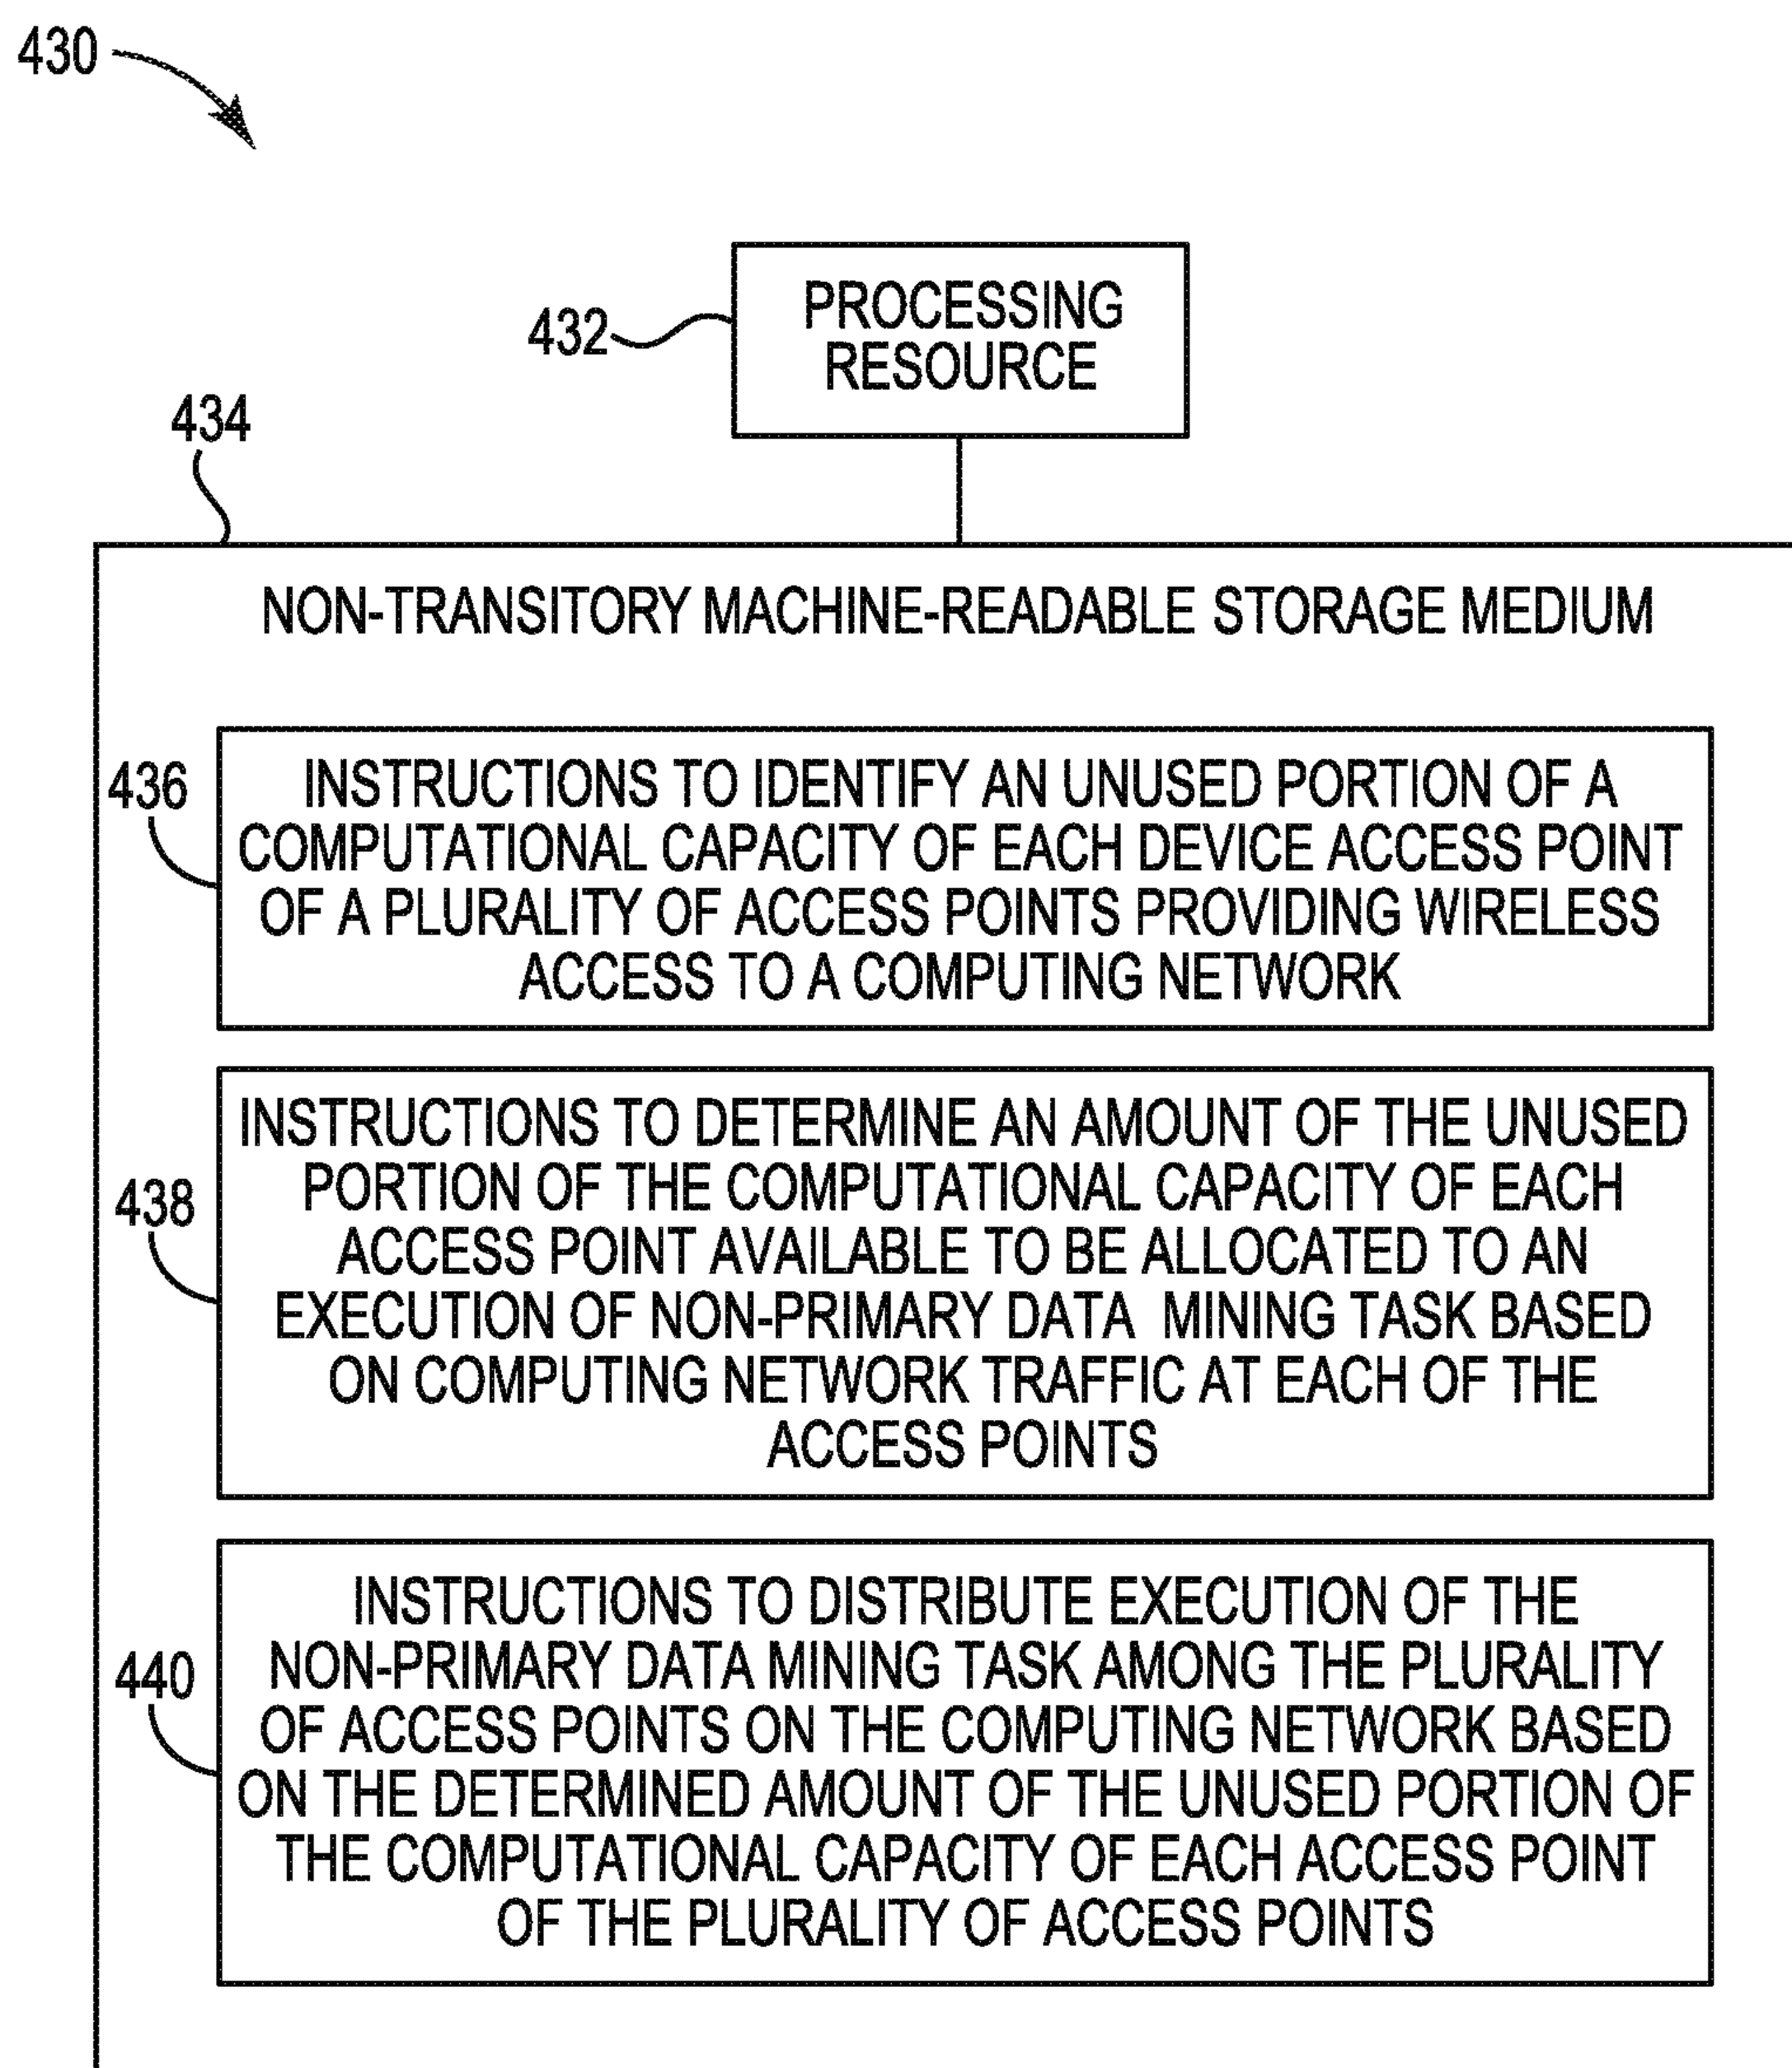 430
432
PROCESSING
RESOURCE
434
NON-TRANSITORY MACHINE-READABLE STORAGE MEDIUM
436
INSTRUCTIONS TO IDENTIFY AN UNUSED PORTION OF A
COMPUTATIONAL CAPACITY OF EACH DEVICE ACCESS POINT
OF A PLURALITY OF ACCESS POINTS PROVIDING WIRELESS
ACCESS TO A COMPUTING NETWORK
438
INSTRUCTIONS TO DETERMINE AN AMOUNT OF THE UNUSED
PORTION OF THE COMPUTATIONAL CAPACITY OF EACH
ACCESS POINT AVAILABLE TO BE ALLOCATED TO AN
EXECUTION OF NON-PRIMARY DATA MINING TASK BASED
ON COMPUTING NETWORK TRAFFIC AT EACH OF THE
ACCESS POINTS
440
INSTRUCTIONS TO DISTRIBUTE EXECUTION OF THE
NON-PRIMARY DATA MINING TASK AMONG THE PLURALITY
OF ACCESS POINTS ON THE COMPUTING NETWORK BASED
ON THE DETERMINED AMOUNT OF THE UNUSED PORTION OF
THE COMPUTATIONAL CAPACITY OF EACH ACCESS POINT
OF THE PLURALITY OF ACCESS POINTS